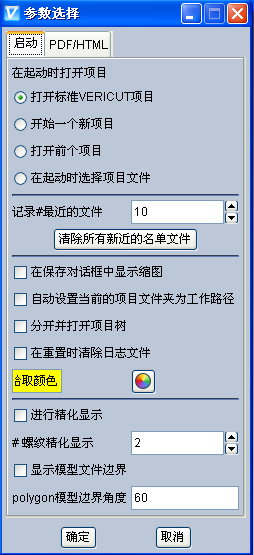 参数选择
启动 PDF/HTML
在起动时打开项目
打开标准VERICUT项目
开始一个新项目
打开前个项目
在起动时选择项目文件
记录#最近的文件 10
清除所有新近的名单文件
在保存对话框中显示缩图
自动设置当前的项目文件夹为工作路径
分开并打开项目树
在重置时清除日志文件
拾取颜色
进行精化显示
# 螺纹精化显示 2
显示模型文件边界
polygon模型边界角度 60
确定 取消